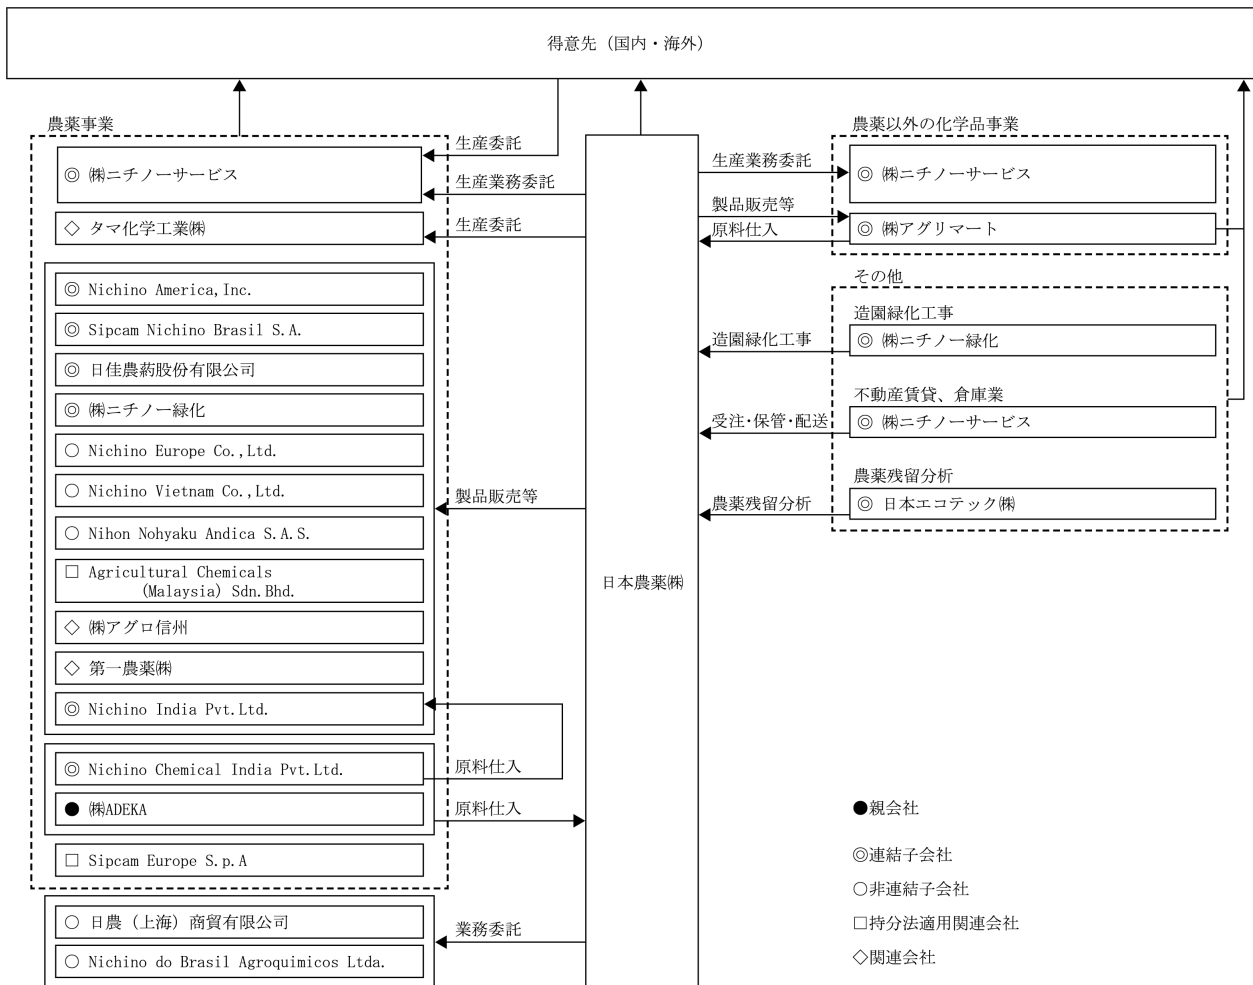 得意先（国内・海外）
農薬事業
◎ ㈱ニチノーサービス
◇ タマ化学工業㈱
◎ Nichino America,Inc.
◎ Sipcam Nichino Brasil S.A.
◎ 日佳農葯股份有限公司
◎ ㈱ニチノー緑化
○ Nichino Europe Co.,Ltd.
○ Nichino Vietnam Co.,Ltd.
○ Nihon Nohyaku Andica S.A.S.
□ Agricultural Chemicals
(Malaysia) Sdn.Bhd.
◇ ㈱アグロ信州
◇ 第一農薬㈱
◎ Nichino India Pvt.Ltd.
◎ Nichino Chemical India Pvt.Ltd.
● ㈱ADEKA
□ Sipcam Europe S.p.A
○ 日農（上海）商貿有限公司
○ Nichino do Brasil Agroquimicos Ltda.
生産委託
生産業務委託
生産委託
製品販売等
原料仕入
原料仕入
業務委託
日本農薬㈱
生産業務委託
製品販売等
原料仕入
造園緑化工事
受注・保管・配送
農薬残留分析
農薬以外の化学品事業
◎ ㈱ニチノーサービス
◎ ㈱アグリマート
その他
造園緑化工事
◎ ㈱ニチノー緑化
不動産賃貸、倉庫業
◎ ㈱ニチノーサービス
農薬残留分析
◎ 日本エコテック㈱
●親会社
◎連結子会社
○非連結子会社
□持分法適用関連会社
◇関連会社